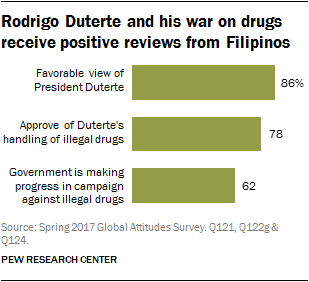 Rodrigo Duterte and his war on drugs
receive positive reviews from Filipinos
Favorable view of
President Duterte
86%
Approve of Duterte's
handling of illegal drugs
78
Government is making
progress in campaign
against illegal drugs
62
Source: Spring 2017 Global Attitudes Survey. Q121, Q122g &
Q124.
PEW RESEARCH CENTER